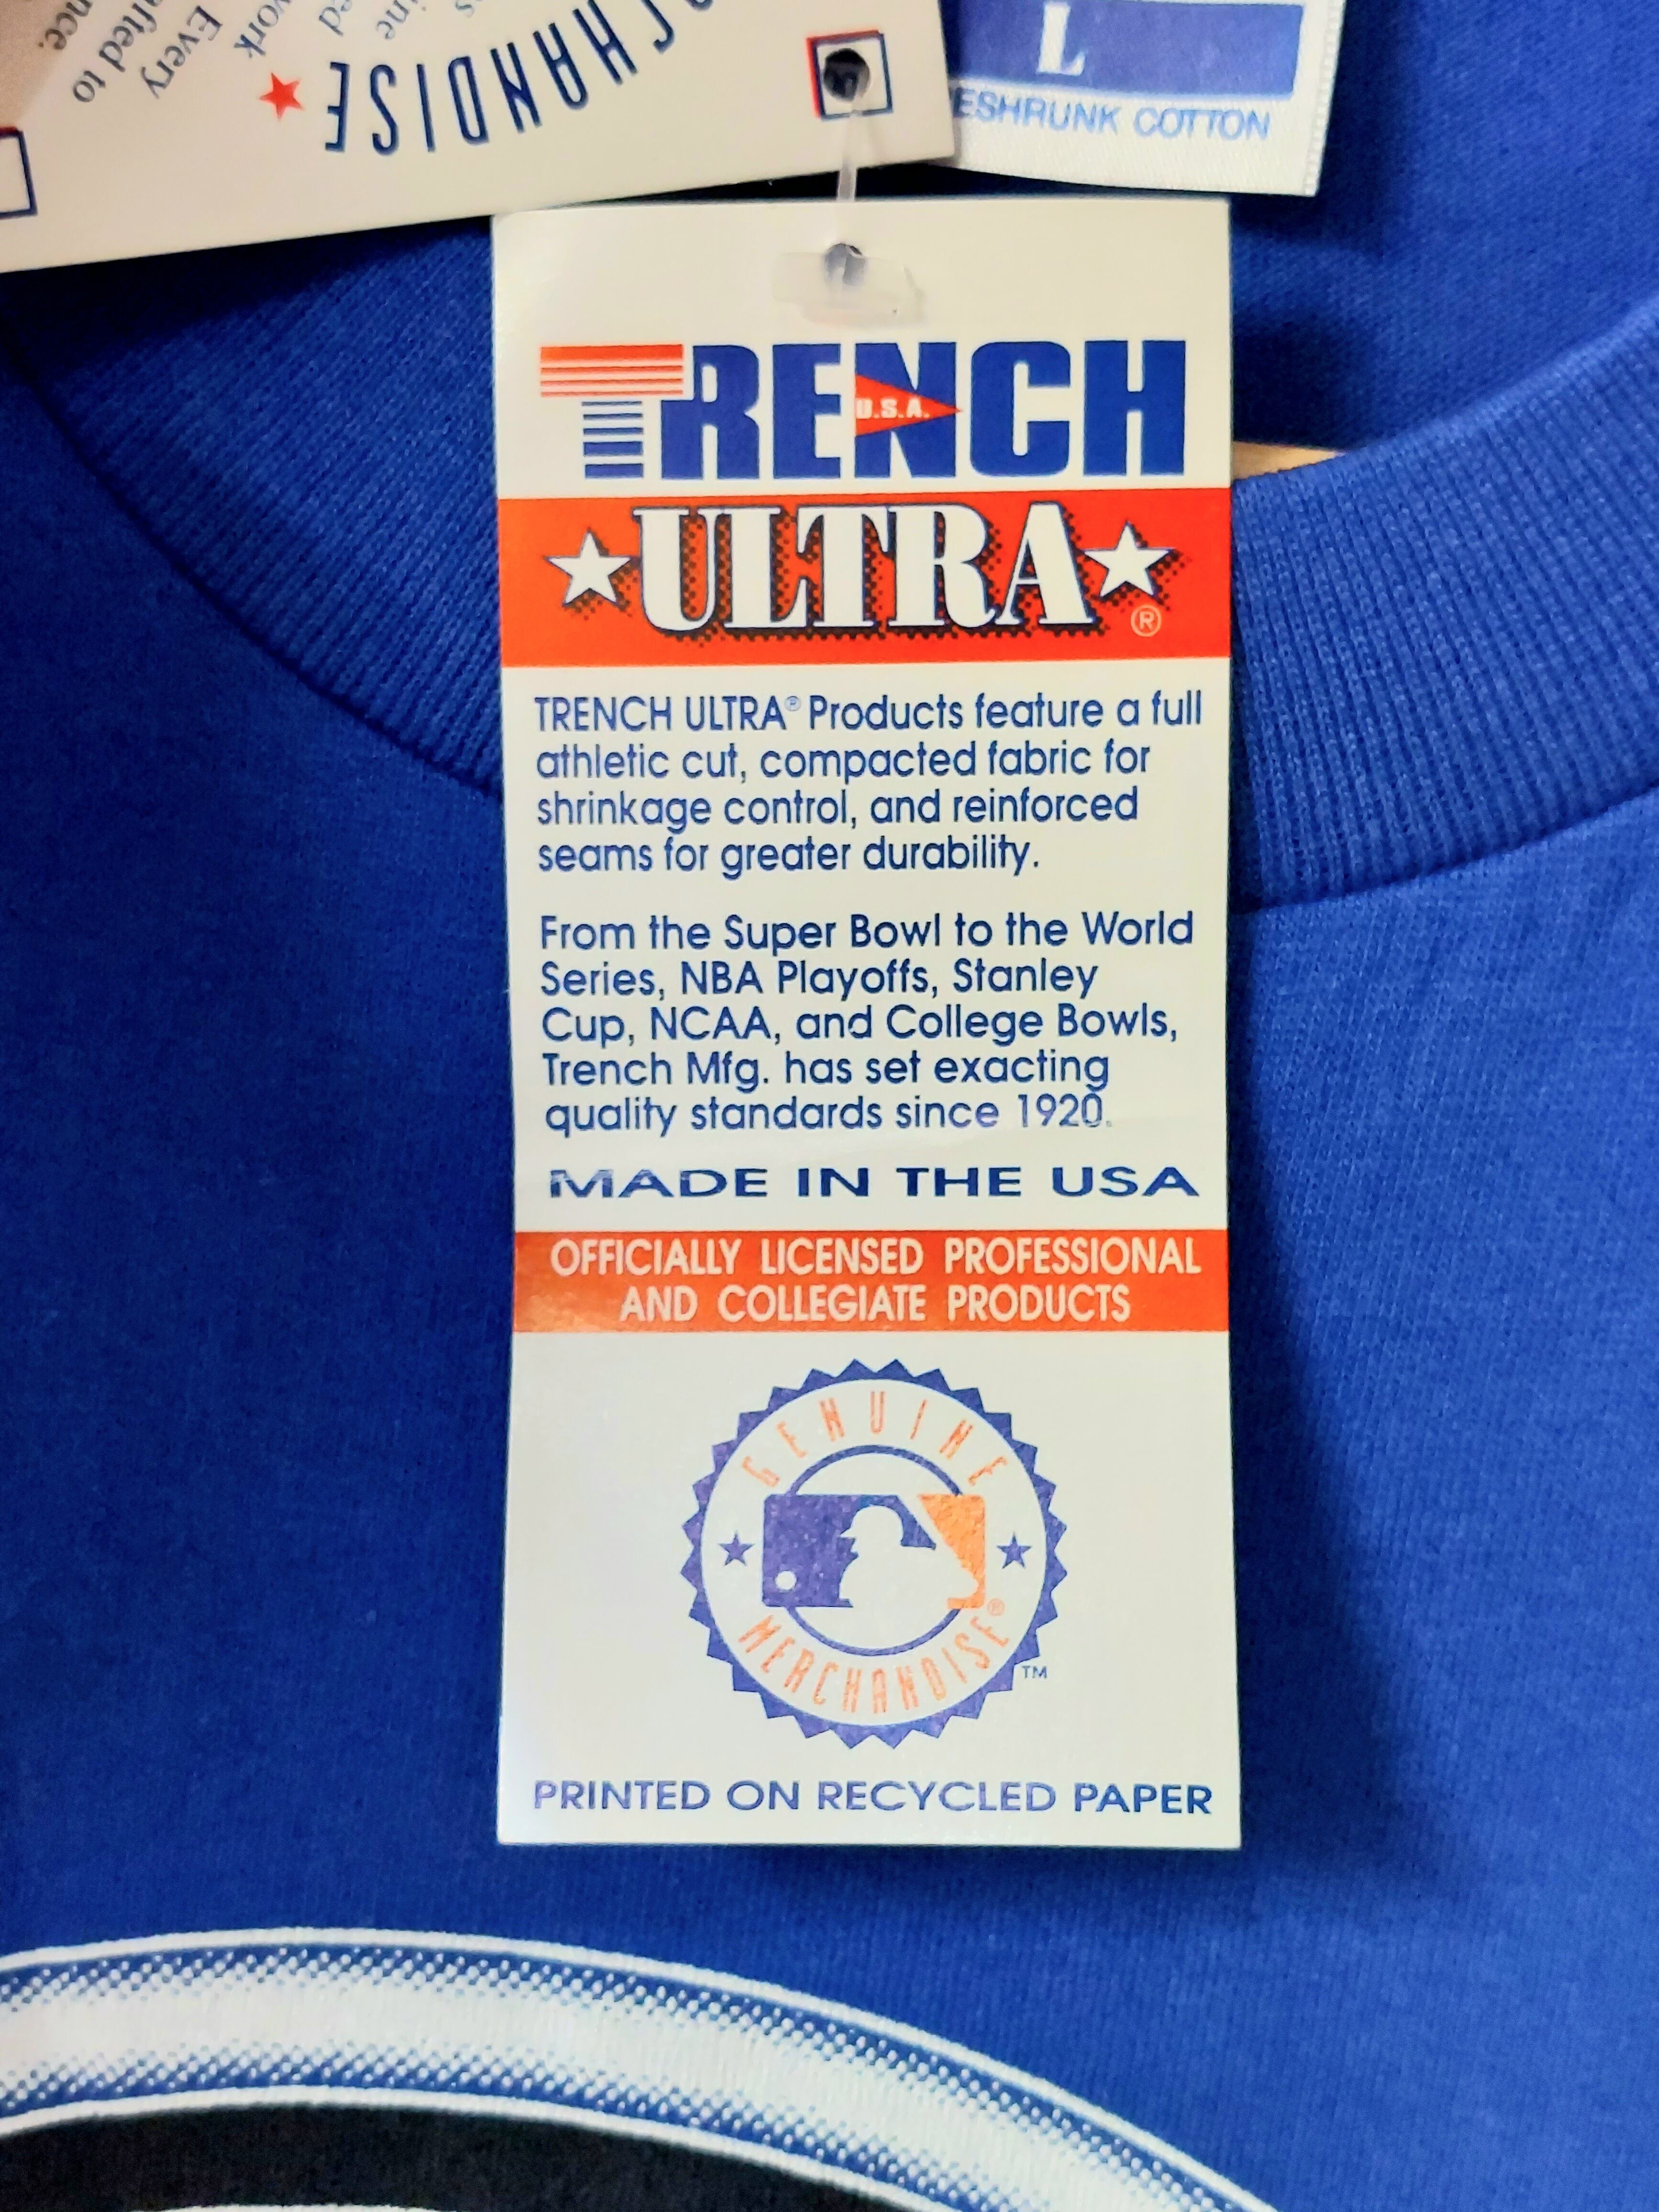 CHANDISE
Every
work
to
L
COTTON
TRENCH
U.S.A.
ULTRA®
TRENCH ULTRA® Products feature a full
athletic cut, compacted fabric for
shrinkage control, and reinforced
seams for greater durability.
From the Super Bowl to the World
Series, NBA Playoffs, Stanley
Cup, NCAA, and College Bowls,
Trench Mfg. has set exacting
quality standards since 1920.
MADE IN THE USA
OFFICIALLY LICENSED PROFESSIONAL
AND COLLEGIATE PRODUCTS
GENUINE
MERCHANDISE®
TM
PRINTED ON RECYCLED PAPER